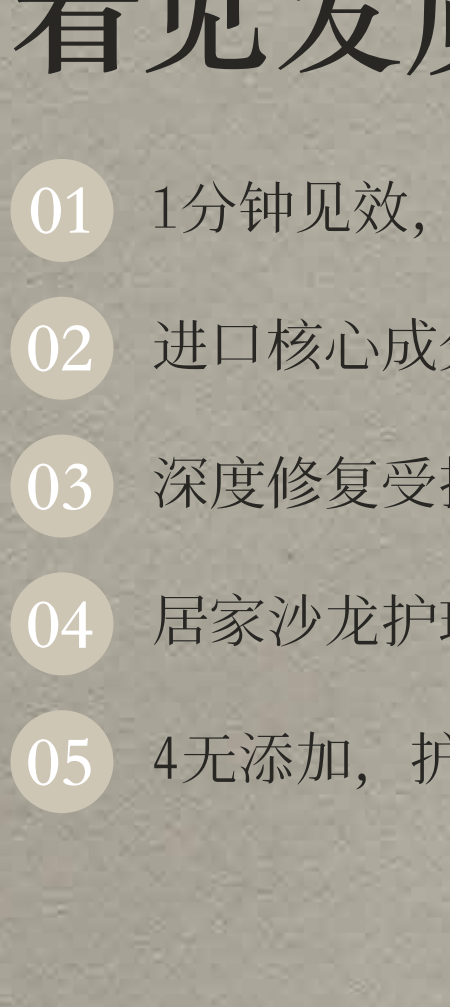 看见发
01 1分钟见效，
02 进口核心成
03 深度修复受
04 居家沙龙护
05 4无添加，护